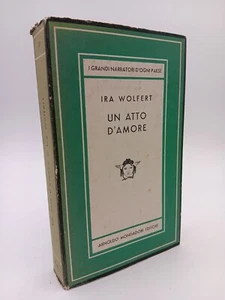 I GRANDI NARRATORI D'OGNI PAESE
IRA WOLFERT
UN ATTO
D'AMORE
ARNOLDO MONDADORI EDITORE